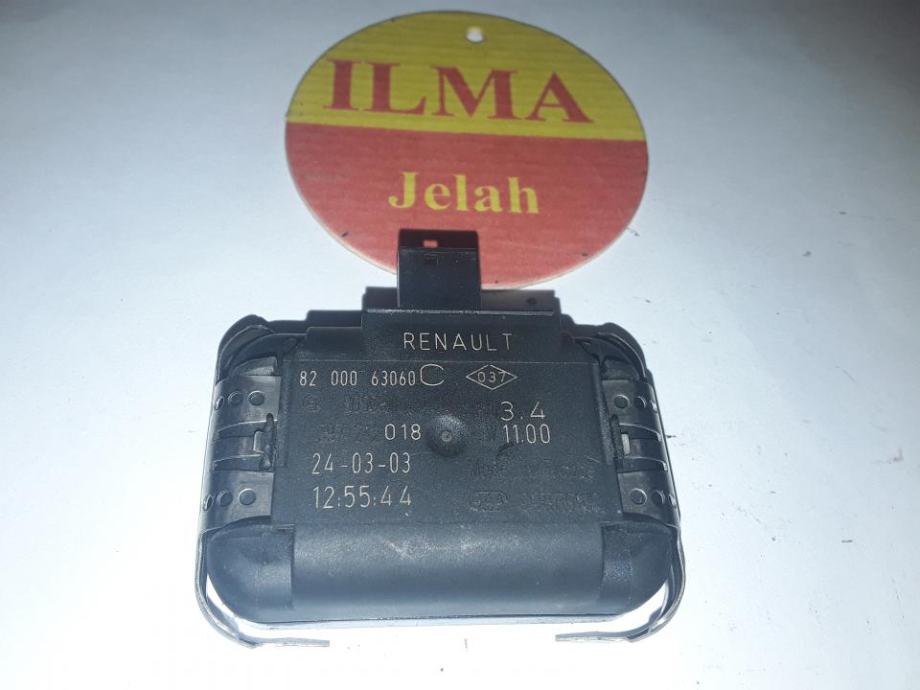 ILMA
Jelah
RENAULT
82 000 63060 C 037
3.4
018 11.00
24-03-03
12:55:44